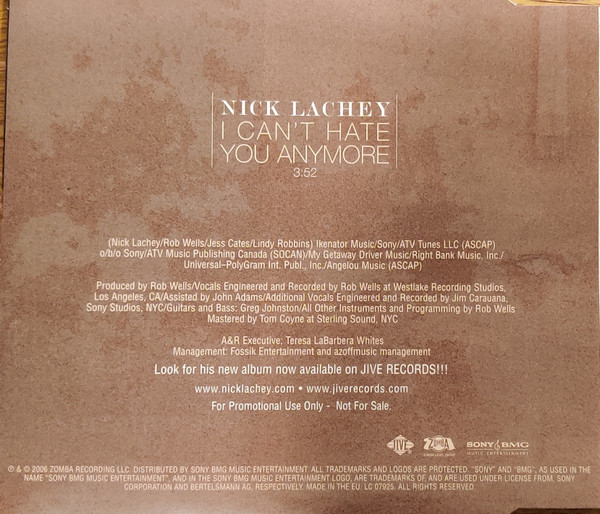 NICK LACHEY
I CAN'T HATE
YOU ANYMORE
3:52
(Nick Lachey/Rob Wells/Jess Cates/Lindy Robbins) Ikenator Music/Sony/ATV Tunes LLC (ASCAP)
o/b/o Sony/ATV Music Publishing Canada (SOCAN)/My Getaway Driver Music/Right Bank Music, Inc./
Universal–PolyGram Int. Publ., Inc./Angelou Music (ASCAP)
Produced by Rob Wells/Vocals Engineered and Recorded by Rob Wells at Westlake Recording Studios,
Los Angeles, CA/Assisted by John Adams/Additional Vocals Engineered and Recorded by Jim Carauana,
Sony Studios, NYC/Guitars and Bass: Greg Johnston/All Other Instruments and Programming by Rob Wells
Mastered by Tom Coyne at Sterling Sound, NYC
A&R Executive: Teresa LaBarbera Whites
Management: Fossik Entertainment and azoffmusic management
Look for his new album now available on JIVE RECORDS!!!
www.nicklachey.com • www.jiverecords.com
For Promotional Use Only - Not For Sale.
JIVE ZOMBA SONY BMG
MUSIC ENTERTAINMENT
℗ & © 2006 ZOMBA RECORDING LLC. DISTRIBUTED BY SONY BMG MUSIC ENTERTAINMENT. ALL TRADEMARKS AND LOGOS ARE PROTECTED. "SONY" AND "BMG", AS USED IN THE
NAME "SONY BMG MUSIC ENTERTAINMENT", AND IN THE SONY BMG MUSIC ENTERTAINMENT LOGO, ARE TRADEMARKS OF AND ARE USED UNDER LICENSE FROM, SONY
CORPORATION AND BERTELSMANN AG, RESPECTIVELY. MADE IN THE EU. LC 07925. ALL RIGHTS RESERVED.